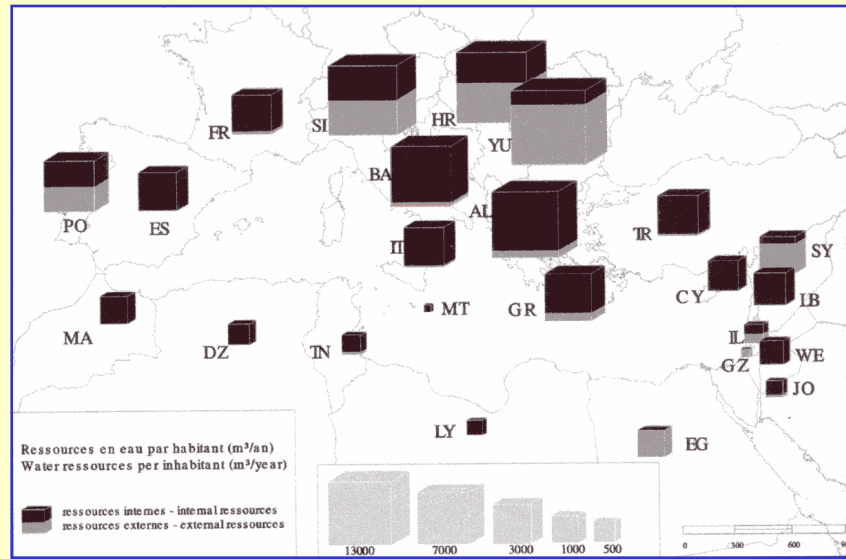 FR
SI
HR
YU
BA
PO
ES
AL
IT
TR
SY
CY
LB
MA
DZ
TN
MT
GR
IL
GZ
WE
JO
LY
EG
Ressources en eau par habitant (m³/an)
Water ressources per inhabitant (m³/year)
ressources internes - internal ressources
ressources externes - external ressources
13000
7000
3000
1000
500
0
300
600